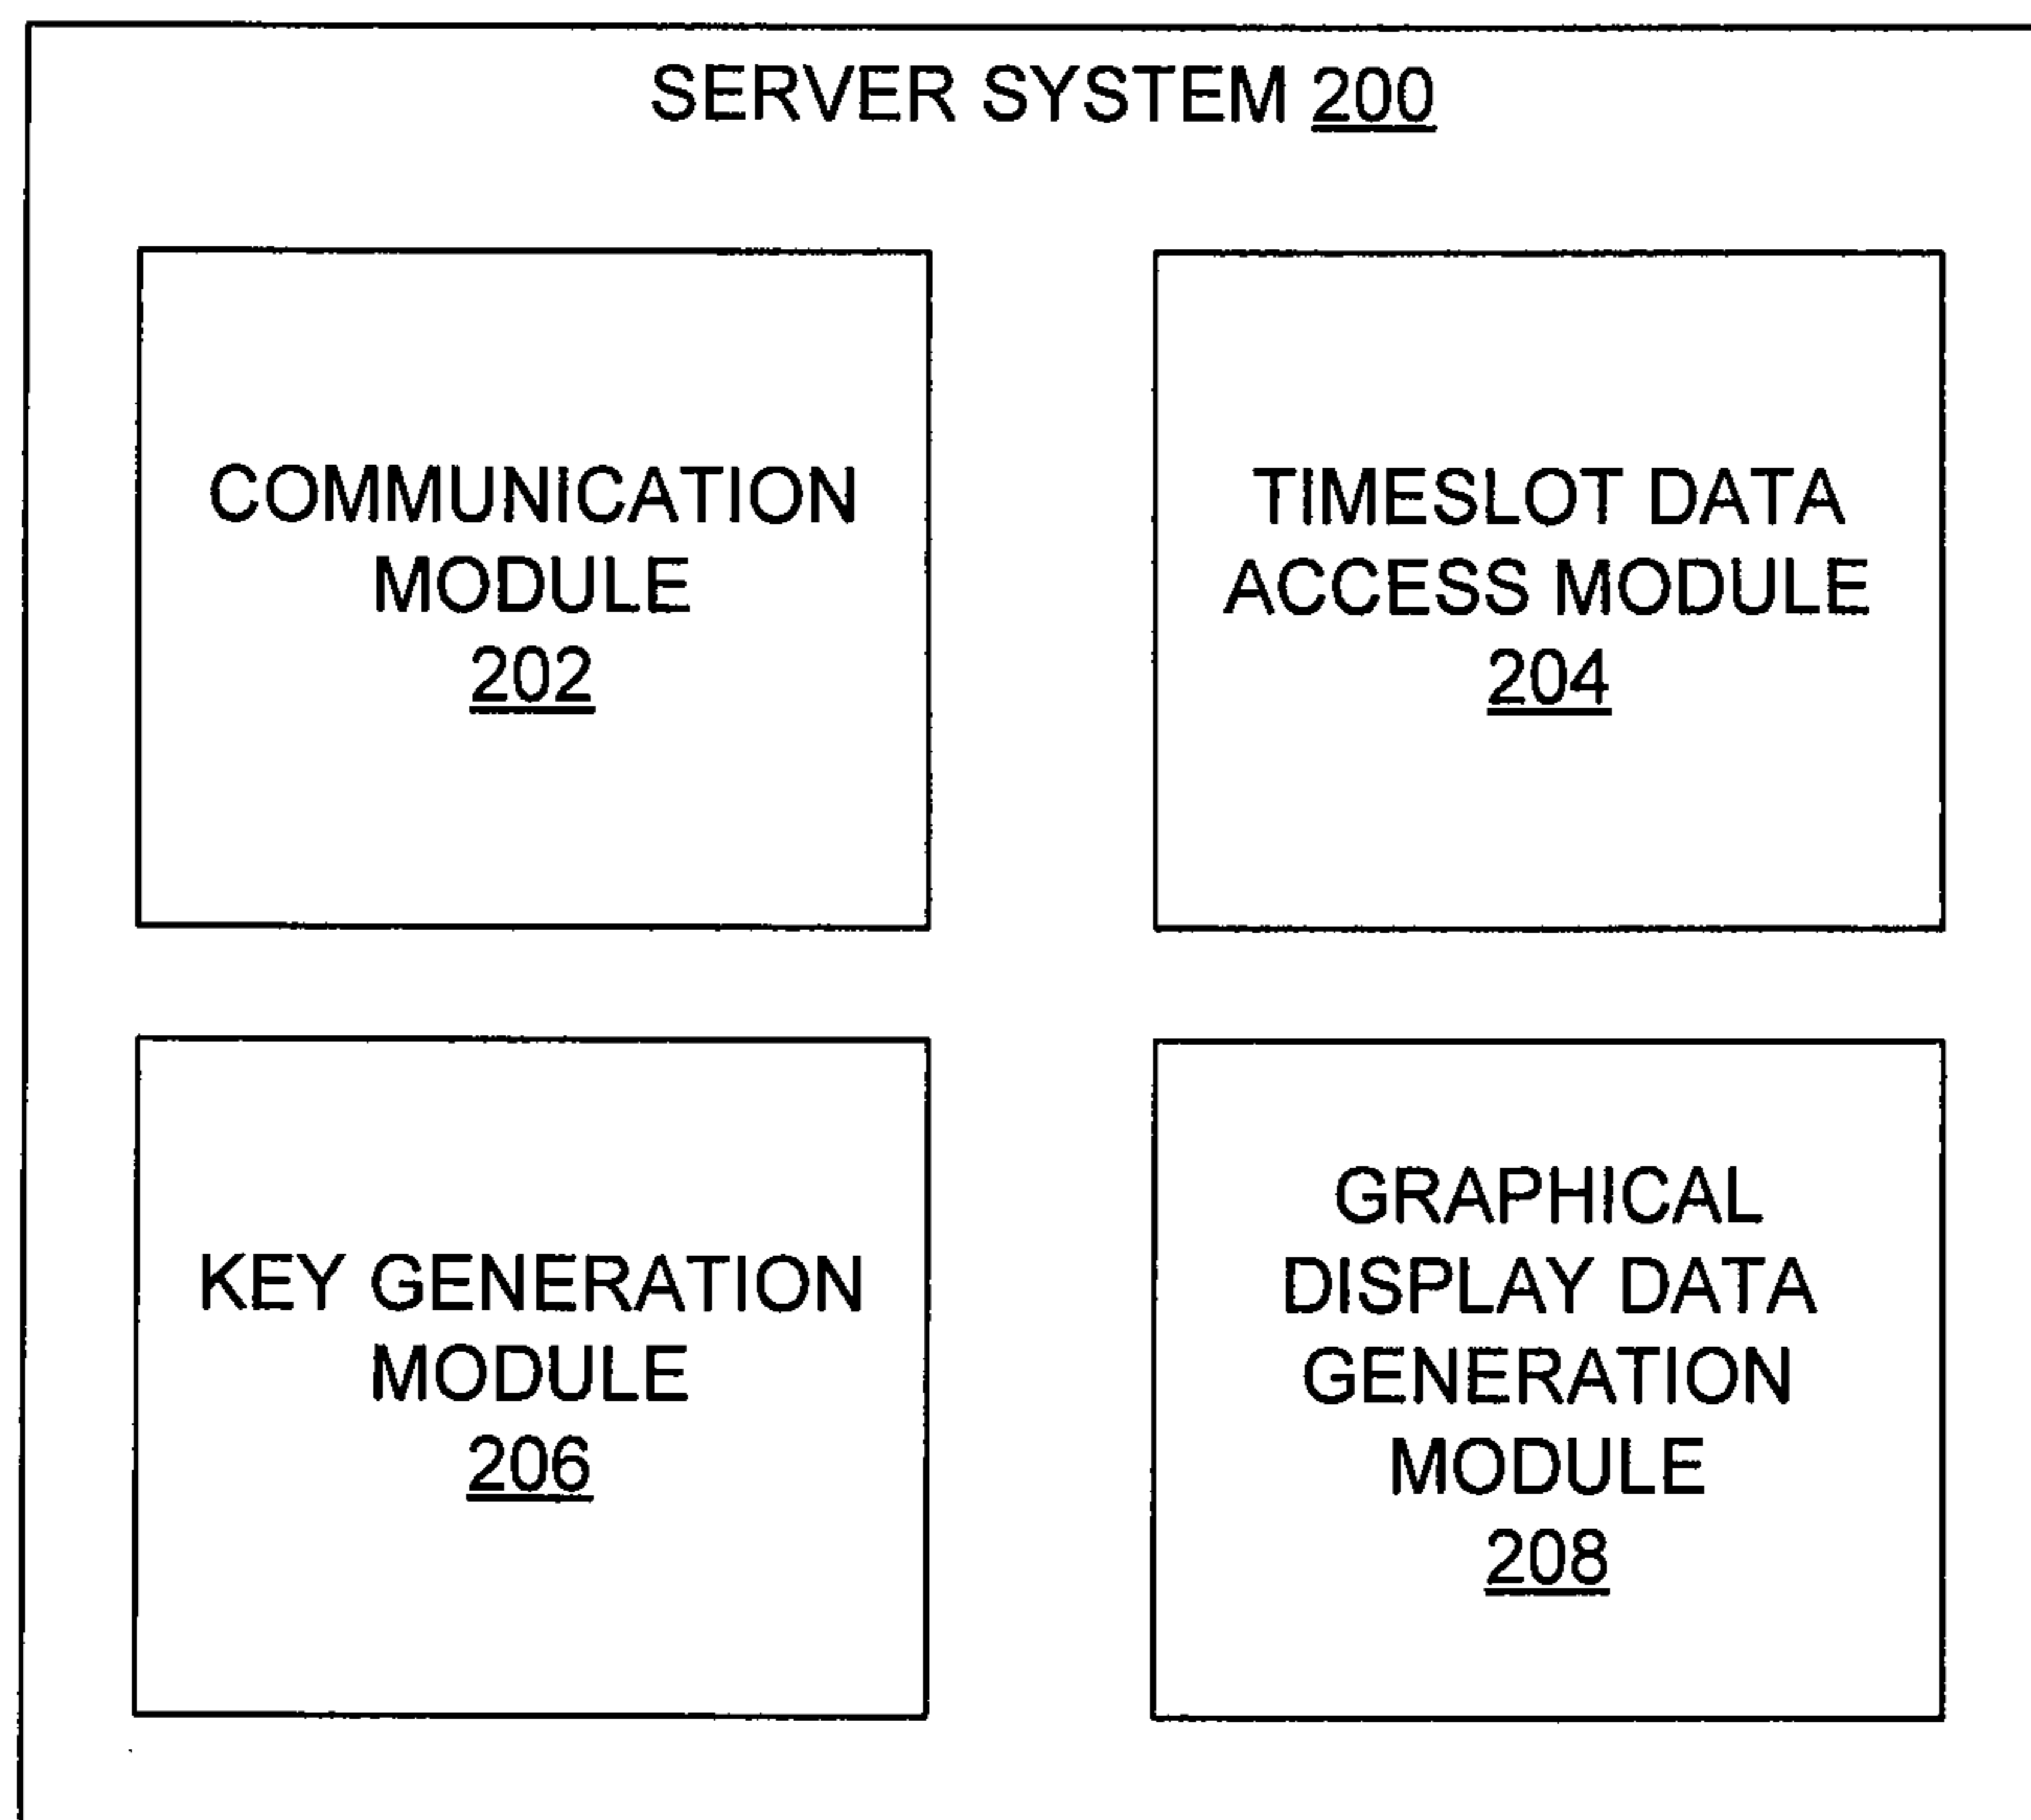 SERVER SYSTEM 200
COMMUNICATION
MODULE
202
TIMESLOT DATA
ACCESS MODULE
204
KEY GENERATION
MODULE
206
GRAPHICAL
DISPLAY DATA
GENERATION
MODULE
208